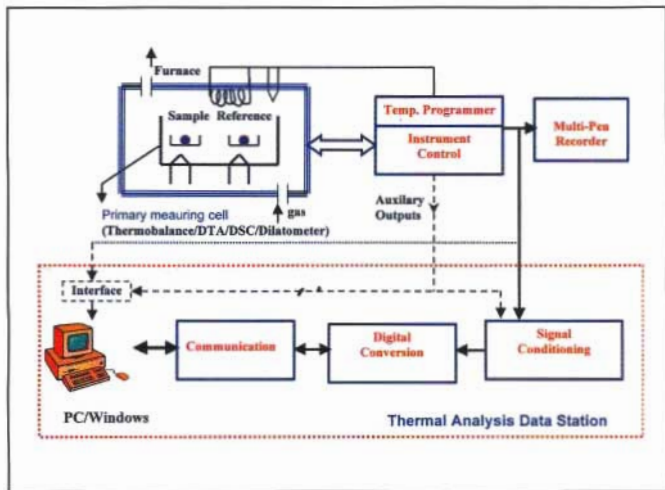 Furnace
Sample Reference
Temp. Programmer
Instrument
Control
Multi-Pen
Recorder
gas
Auxilary
Outputs
Primary meauring cell
(Thermobalance/DTA/DSC/Dilatometer)
Interface
Communication
Digital
Conversion
Signal
Conditioning
PC/Windows
Thermal Analysis Data Station